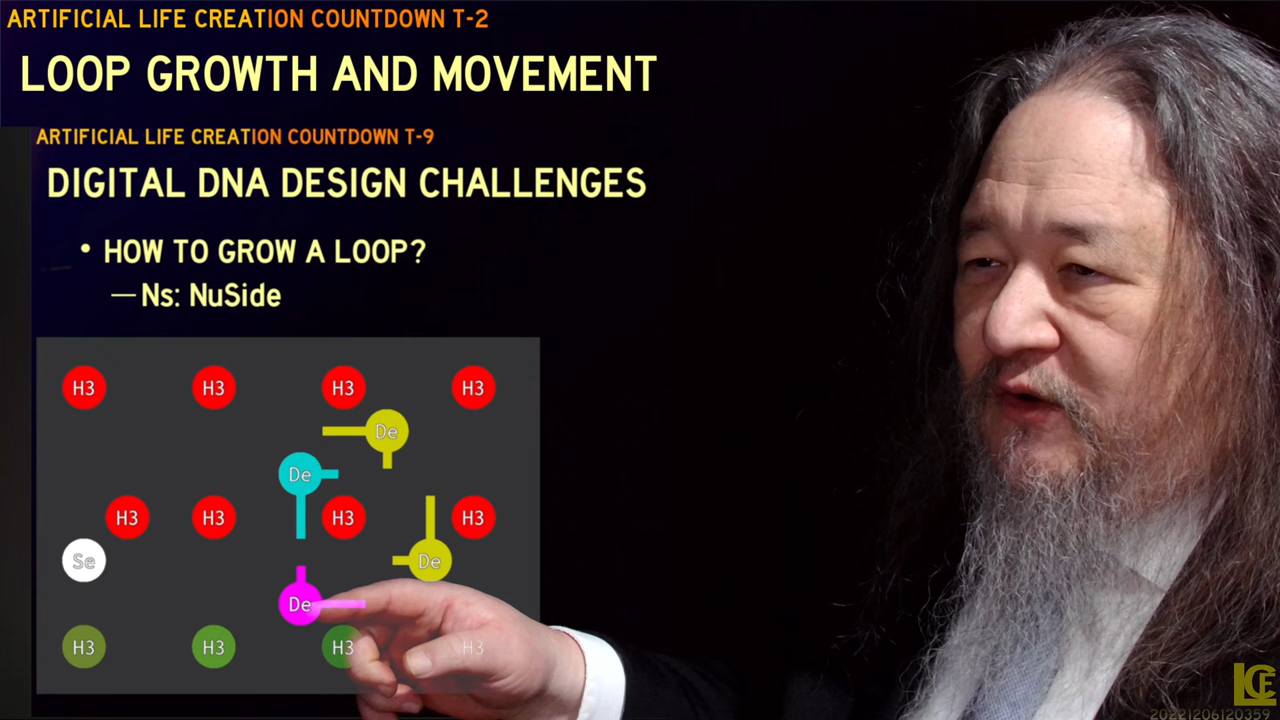 ARTIFICIAL LIFE CREATION COUNTDOWN T-2
LOOP GROWTH AND MOVEMENT
ARTIFICIAL LIFE CREATION COUNTDOWN T-9
DIGITAL DNA DESIGN CHALLENGES
• HOW TO GROW A LOOP?
— Ns: NuSide
H3 H3 H3 H3
De
De
H3 H3 H3 H3
Se De
De
H3 H3 H3 H3
LCF
20221206120359